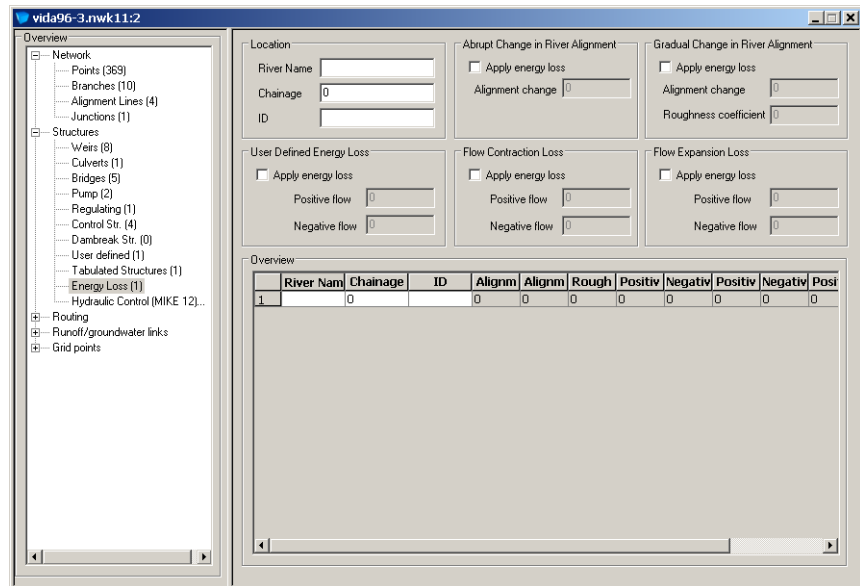 vida96-3.nwk11:2
Overview
Network
Points (369)
Branches (10)
Alignment Lines (4)
Junctions (1)
Structures
Weirs (8)
Culverts (1)
Bridges (5)
Pump (2)
Regulating (1)
Control Str. (4)
Dambreak Str. (0)
User defined (1)
Tabulated Structures (1)
Energy Loss (1)
Hydraulic Control (MIKE 12)...
Routing
Runoff/groundwater links
Grid points
Location
River Name
Chainage 0
ID
Abrupt Change in River Alignment
Apply energy loss
Alignment change 0
Gradual Change in River Alignment
Apply energy loss
Alignment change 0
Roughness coefficient 0
User Defined Energy Loss
Apply energy loss
Positive flow 0
Negative flow 0
Flow Contraction Loss
Apply energy loss
Positive flow 0
Negative flow 0
Flow Expansion Loss
Apply energy loss
Positive flow 0
Negative flow 0
Overview
River Nam Chainage ID Alignm Alignm Rough Positiv Negativ Positiv Negativ Posi
1 0 0 0 0 0 0 0 0 0